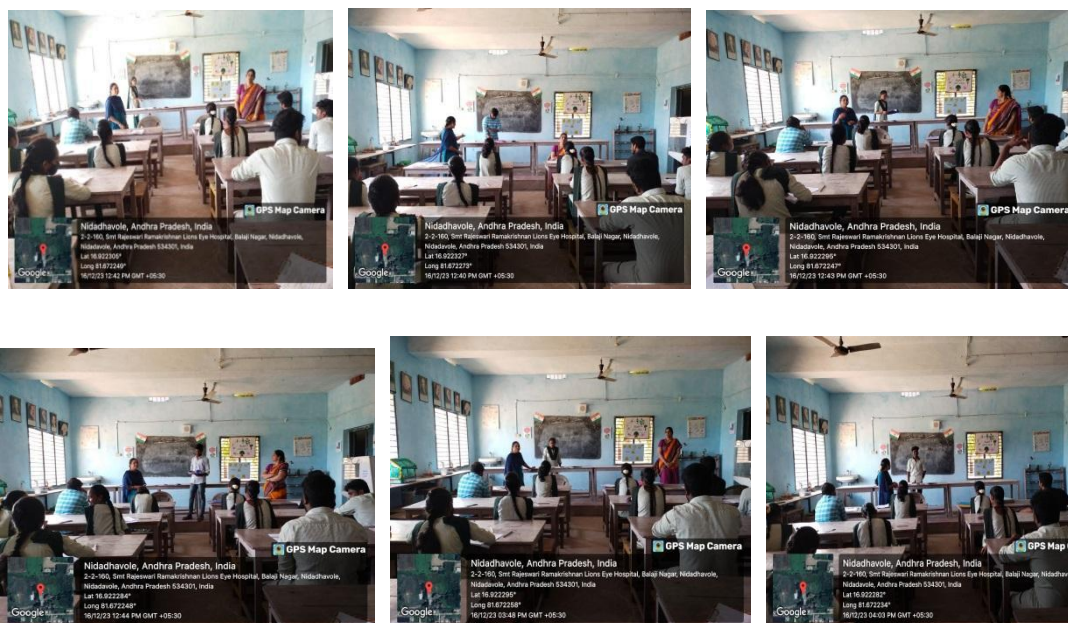 GPS Map Camera
Nidadhavole, Andhra Pradesh, India
2-2-160, Smt Rajeswari Ramakrishnan Lions Eye Hospital, Balaji Nagar, Nidadhavole,
Nidadavole, Andhra Pradesh 534301, India
Lat 16.922305°
Long 81.672249°
16/12/23 12:42 PM GMT +05:30
Google
GPS Map Camera
Nidadhavole, Andhra Pradesh, India
2-2-160, Smt Rajeswari Ramakrishnan Lions Eye Hospital, Balaji Nagar, Nidadhavole,
Nidadavole, Andhra Pradesh 534301, India
Lat 16.922327°
Long 81.672273°
16/12/23 12:40 PM GMT +05:30
Google
GPS Map Camera
Nidadhavole, Andhra Pradesh, India
2-2-160, Smt Rajeswari Ramakrishnan Lions Eye Hospital, Balaji Nagar, Nidadhavole,
Nidadavole, Andhra Pradesh 534301, India
Lat 16.922295°
Long 81.672247°
16/12/23 12:43 PM GMT +05:30
Google
GPS Map Camera
Nidadhavole, Andhra Pradesh, India
2-2-160, Smt Rajeswari Ramakrishnan Lions Eye Hospital, Balaji Nagar, Nidadhavole,
Nidadavole, Andhra Pradesh 534301, India
Lat 16.922284°
Long 81.672248°
16/12/23 12:44 PM GMT +05:30
Google
GPS Map Camera
Nidadhavole, Andhra Pradesh, India
2-2-160, Smt Rajeswari Ramakrishnan Lions Eye Hospital, Balaji Nagar, Nidadhavole,
Nidadavole, Andhra Pradesh 534301, India
Lat 16.922295°
Long 81.672258°
16/12/23 03:48 PM GMT +05:30
Google
GPS Map
Nidadhavole, Andhra Pradesh, India
2-2-160, Smt Rajeswari Ramakrishnan Lions Eye Hospital, Balaji Nagar,
Nidadavole, Andhra Pradesh 534301, India
Lat 16.922282°
Long 81.672234°
16/12/23 04:03 PM GMT +05:30
Google